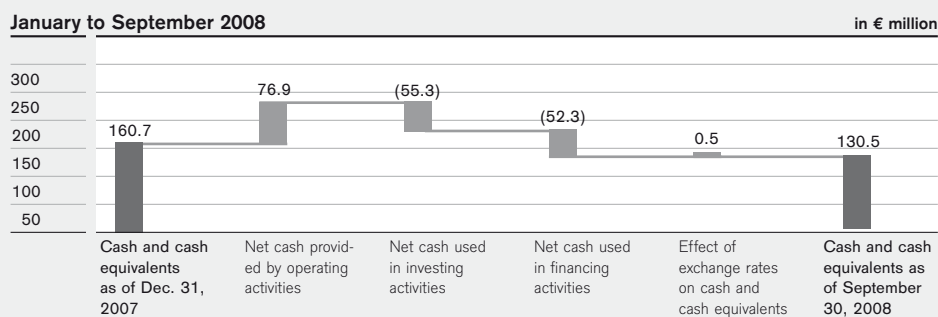 January to September 2008
in € million
300
250
200
150
100
50
160.7
76.9
(55.3)
(52.3)
0.5
130.5
Cash and cash
equivalents
as of Dec. 31,
2007
Net cash provid-
ed by operating
activities
Net cash used
in investing
activities
Net cash used
in financing
activities
Effect of
exchange rates
on cash and
cash equivalents
Cash and cash
equivalents as
of September
30, 2008